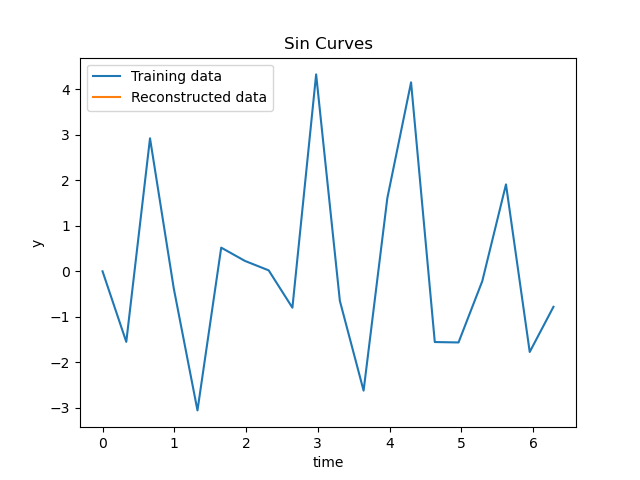 Sin Curves
Training data
Reconstructed data
4
3
2
1
0
−1
−2
−3
y
0 1 2 3 4 5 6
time